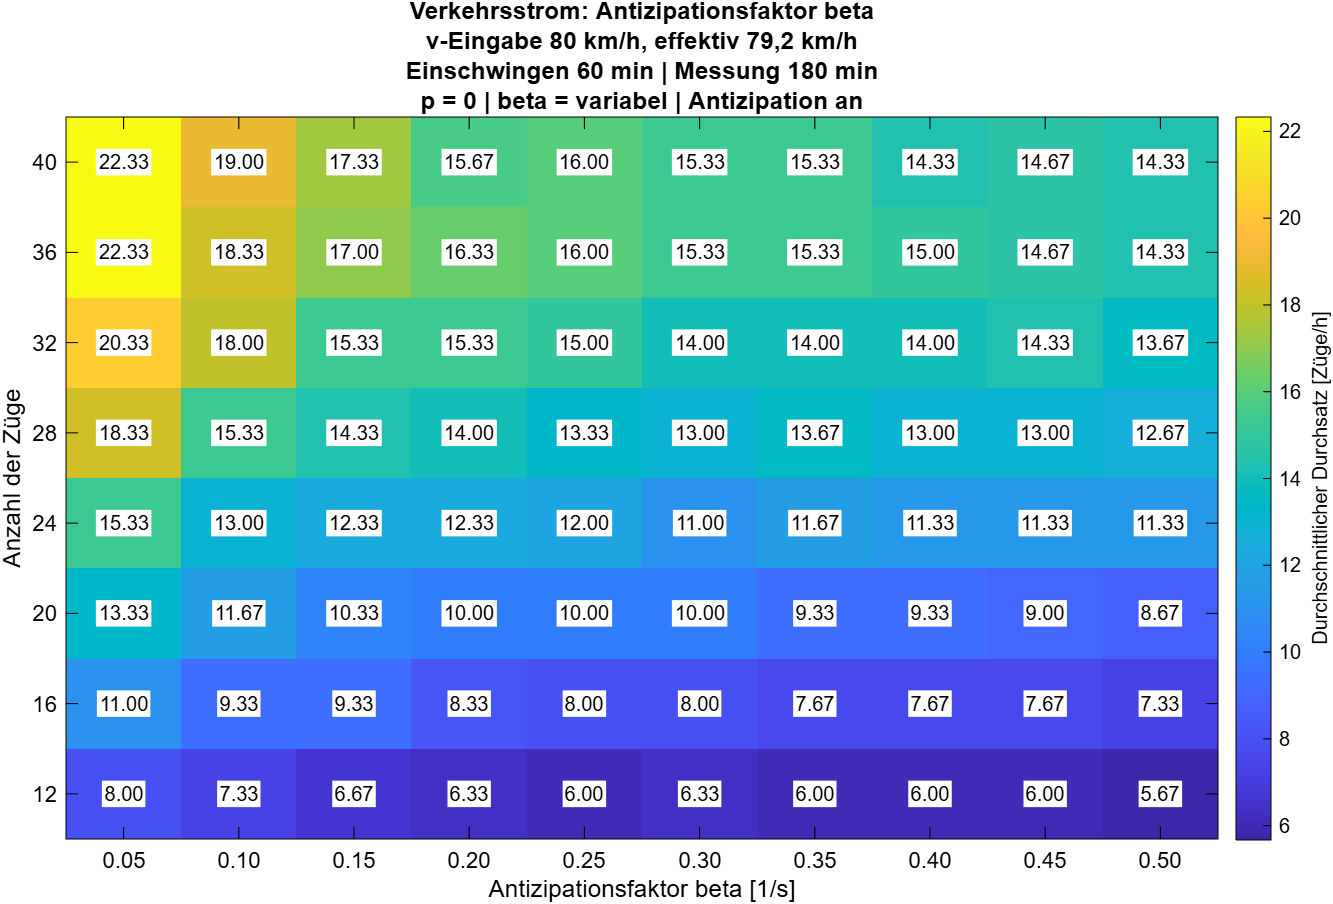 Verkehrsstrom: Antizipationsfaktor beta
v-Eingabe 80 km/h, effektiv 79,2 km/h
Einschwingen 60 min | Messung 180 min
p = 0 | beta = variabel | Antizipation an
40 22.33 19.00 17.33 15.67 16.00 15.33 15.33 14.33 14.67 14.33
36 22.33 18.33 17.00 16.33 16.00 15.33 15.33 15.00 14.67 14.33
32 20.33 18.00 15.33 15.33 15.00 14.00 14.00 14.00 14.33 13.67
28 18.33 15.33 14.33 14.00 13.33 13.00 13.67 13.00 13.00 12.67
24 15.33 13.00 12.33 12.33 12.00 11.00 11.67 11.33 11.33 11.33
20 13.33 11.67 10.33 10.00 10.00 10.00 9.33 9.33 9.00 8.67
16 11.00 9.33 9.33 8.33 8.00 8.00 7.67 7.67 7.67 7.33
12 8.00 7.33 6.67 6.33 6.00 6.33 6.00 6.00 6.00 5.67
0.05 0.10 0.15 0.20 0.25 0.30 0.35 0.40 0.45 0.50
Antizipationsfaktor beta [1/s]
Anzahl der Züge
22
20
18
16
14
12
10
8
6
Durchschnittlicher Durchsatz [Züge/h]